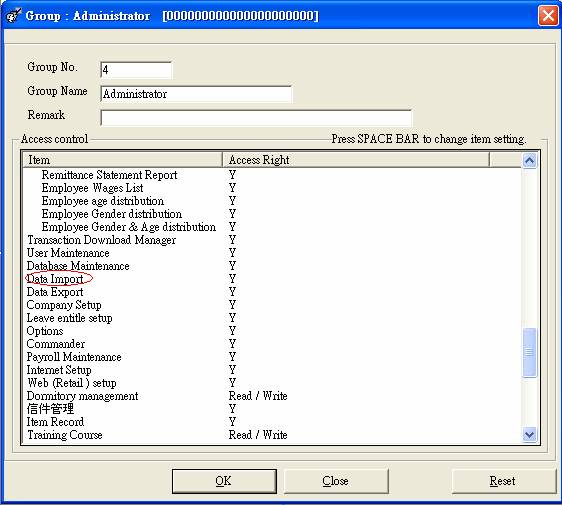 Group : Administrator [000000000000000000000]
Group No. 4
Group Name Administrator
Remark
Access control Press SPACE BAR to change item setting.
Item Access Right
Remittance Statement Report Y
Employee Wages List Y
Employee age distribution Y
Employee Gender distribution Y
Employee Gender & Age distribution Y
Transaction Download Manager Y
User Maintenance Y
Database Maintenance Y
Data Import Y
Data Export Y
Company Setup Y
Leave entitle setup Y
Options Y
Commander Y
Payroll Maintenance Y
Internet Setup Y
Web (Retail ) setup Y
Dormitory management Read / Write
信件管理 Y
Item Record Y
Training Course Read / Write
OK Close Reset